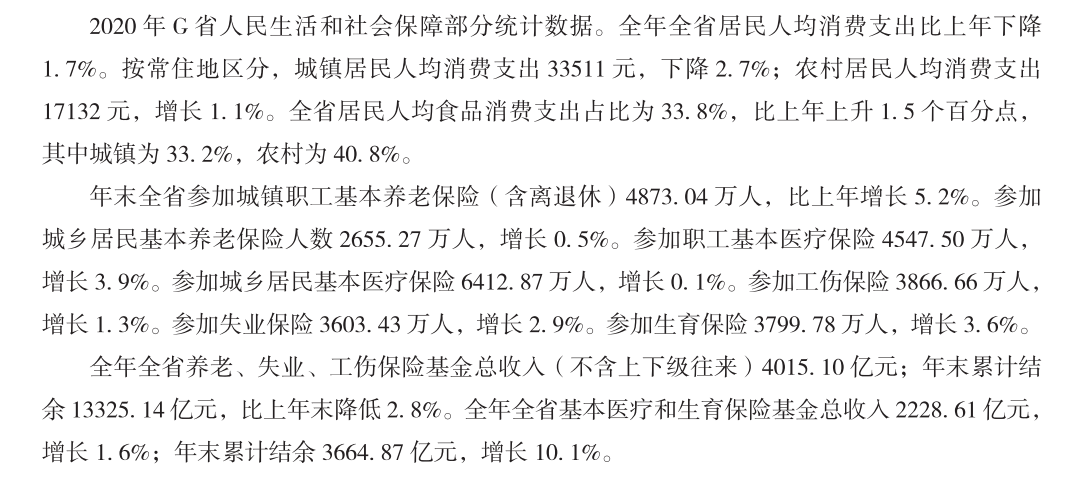 2020 年 G 省人民生活和社会保障部分统计数据。全年全省居民人均消费支出比上年下降
1.7%。按常住地区分，城镇居民人均消费支出 33511 元，下降 2.7%；农村居民人均消费支出
17132 元，增长 1.1%。全省居民人均食品消费支出占比为 33.8%，比上年上升 1.5 个百分点，
其中城镇为 33.2%，农村为 40.8%。
年末全省参加城镇职工基本养老保险（含离退休）4873.04 万人，比上年增长 5.2%。参加
城乡居民基本养老保险人数 2655.27 万人，增长 0.5%。参加职工基本医疗保险 4547.50 万人，
增长 3.9%。参加城乡居民基本医疗保险 6412.87 万人，增长 0.1%。参加工伤保险 3866.66 万人，
增长 1.3%。参加失业保险 3603.43 万人，增长 2.9%。参加生育保险 3799.78 万人，增长 3.6%。
全年全省养老、失业、工伤保险基金总收入（不含上下级往来）4015.10 亿元；年末累计结
余 13325.14 亿元，比上年末降低 2.8%。全年全省基本医疗和生育保险基金总收入 2228.61 亿元，
增长 1.6%；年末累计结余 3664.87 亿元，增长 10.1%。